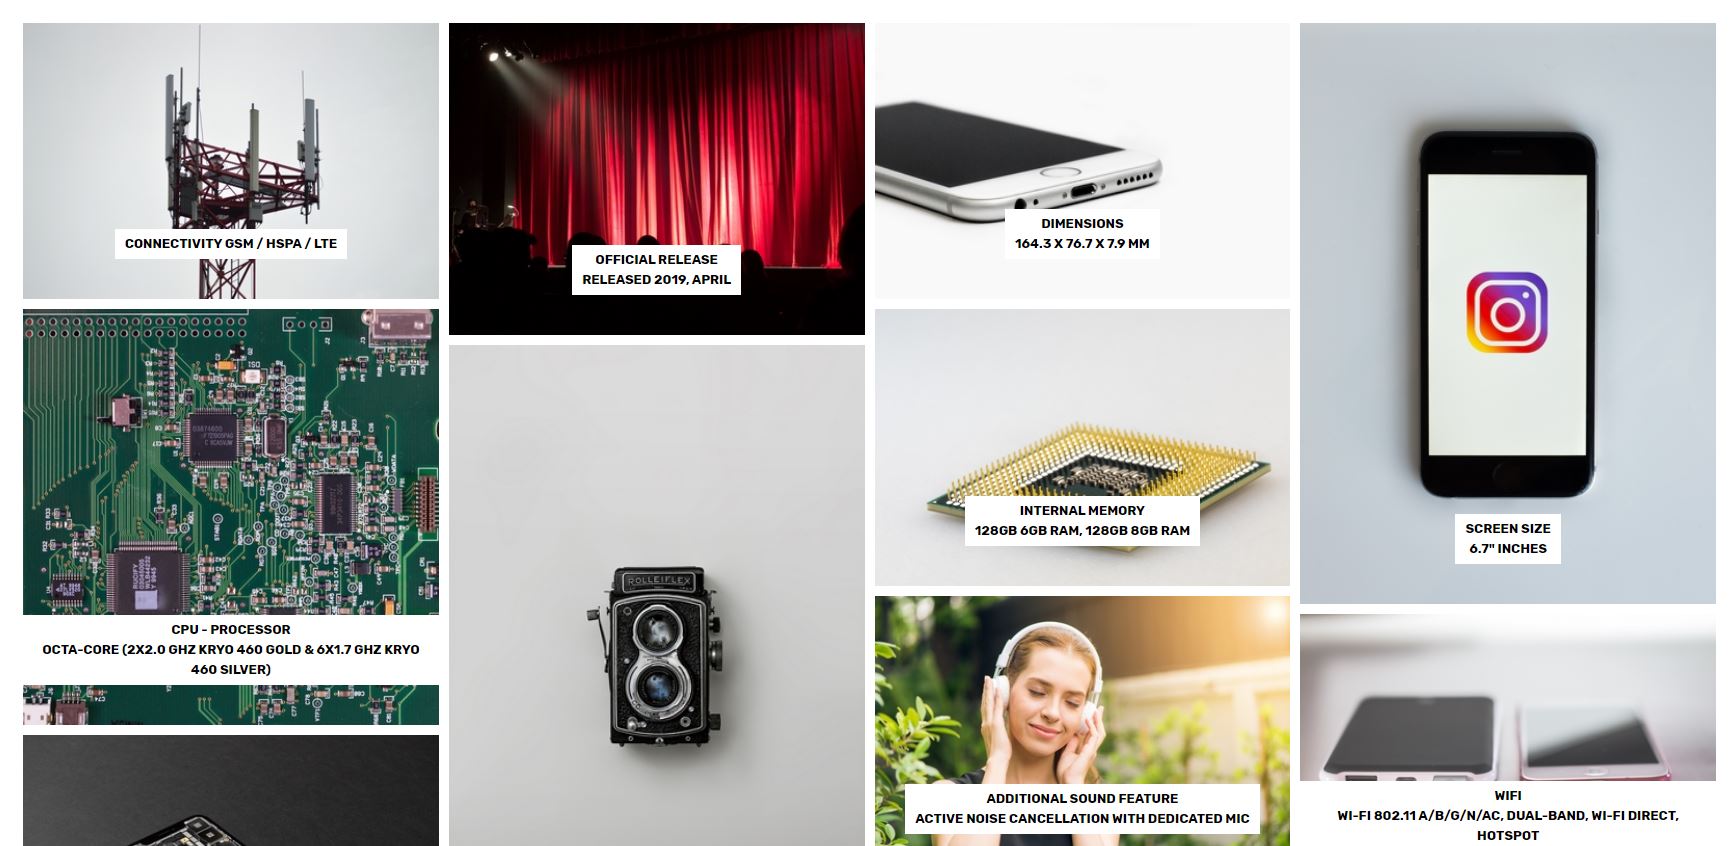 CONNECTIVITY GSM / HSPA / LTE
CPU - PROCESSOR
OCTA-CORE (2X2.0 GHZ KRYO 460 GOLD & 6X1.7 GHZ KRYO
460 SILVER)
OFFICIAL RELEASE
RELEASED 2019, APRIL
ROLLEIFLEX
DIMENSIONS
164.3 X 76.7 X 7.9 MM
INTERNAL MEMORY
128GB 6GB RAM, 128GB 8GB RAM
ADDITIONAL SOUND FEATURE
ACTIVE NOISE CANCELLATION WITH DEDICATED MIC
SCREEN SIZE
6.7" INCHES
WIFI
WI-FI 802.11 A/B/G/N/AC, DUAL-BAND, WI-FI DIRECT,
HOTSPOT